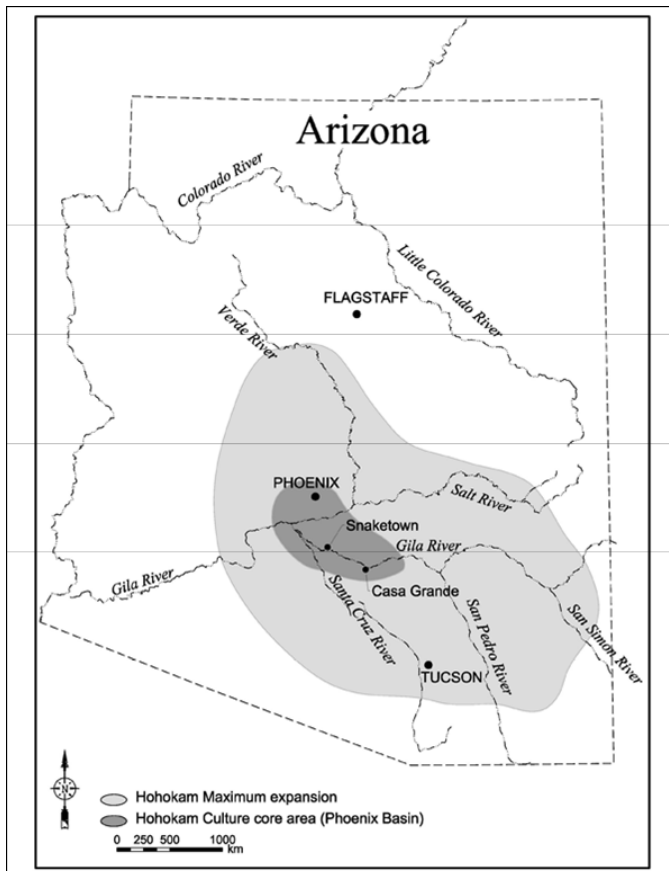 Arizona
Colorado River
Little Colorado River
FLAGSTAFF
Verde River
PHOENIX
Salt River
Snaketown
Gila River
Gila River
Casa Grande
Santa Cruz River
San Pedro River
San Simon River
TUCSON
N
Hohokam Maximum expansion
Hohokam Culture core area (Phoenix Basin)
0 250 500 1000
km